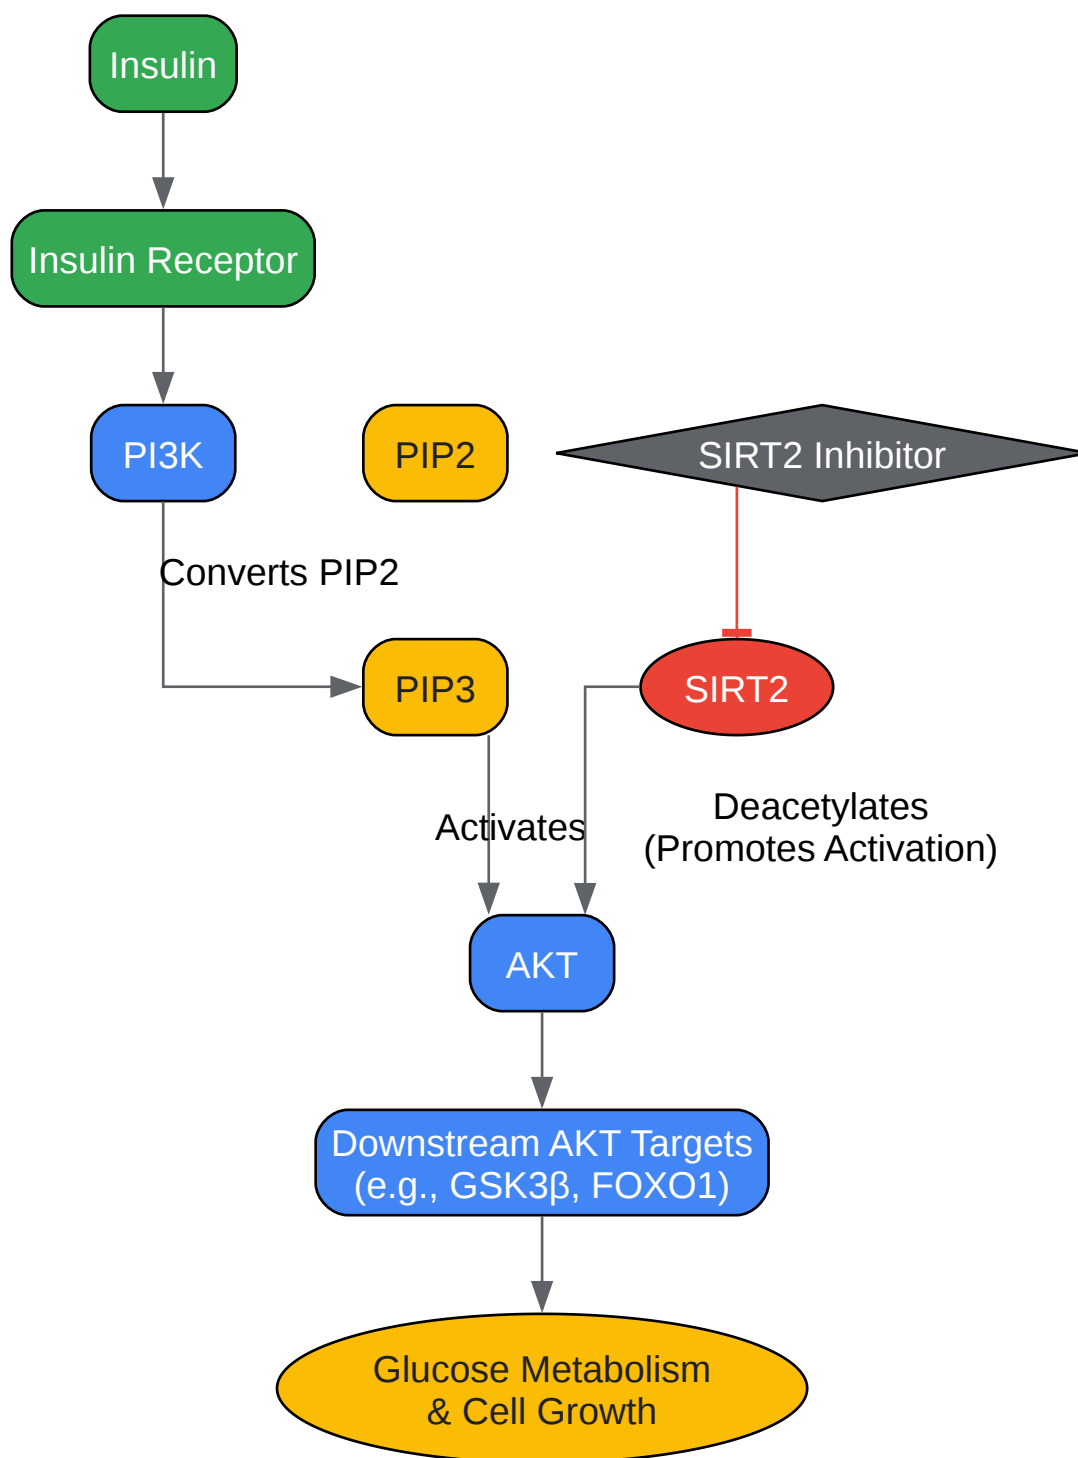 Insulin
Insulin Receptor
PI3K
PIP2
SIRT2 Inhibitor
Converts PIP2
PIP3
SIRT2
Activates
Deacetylates
(Promotes Activation)
AKT
Downstream AKT Targets
(e.g., GSK3β, FOXO1)
Glucose Metabolism
& Cell Growth